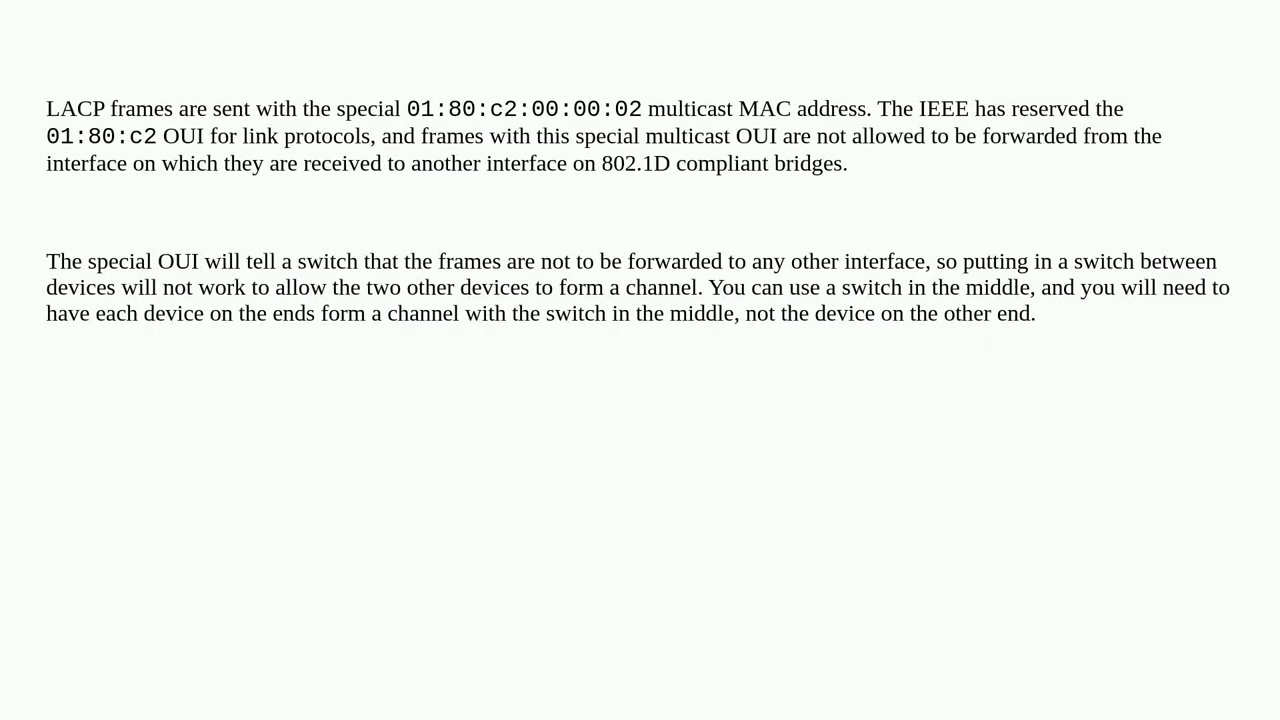 LACP frames are sent with the special 01:80:c2:00:00:02 multicast MAC address. The IEEE has reserved the
01:80:c2 OUI for link protocols, and frames with this special multicast OUI are not allowed to be forwarded from the
interface on which they are received to another interface on 802.1D compliant bridges.
The special OUI will tell a switch that the frames are not to be forwarded to any other interface, so putting in a switch between
devices will not work to allow the two other devices to form a channel. You can use a switch in the middle, and you will need to
have each device on the ends form a channel with the switch in the middle, not the device on the other end.